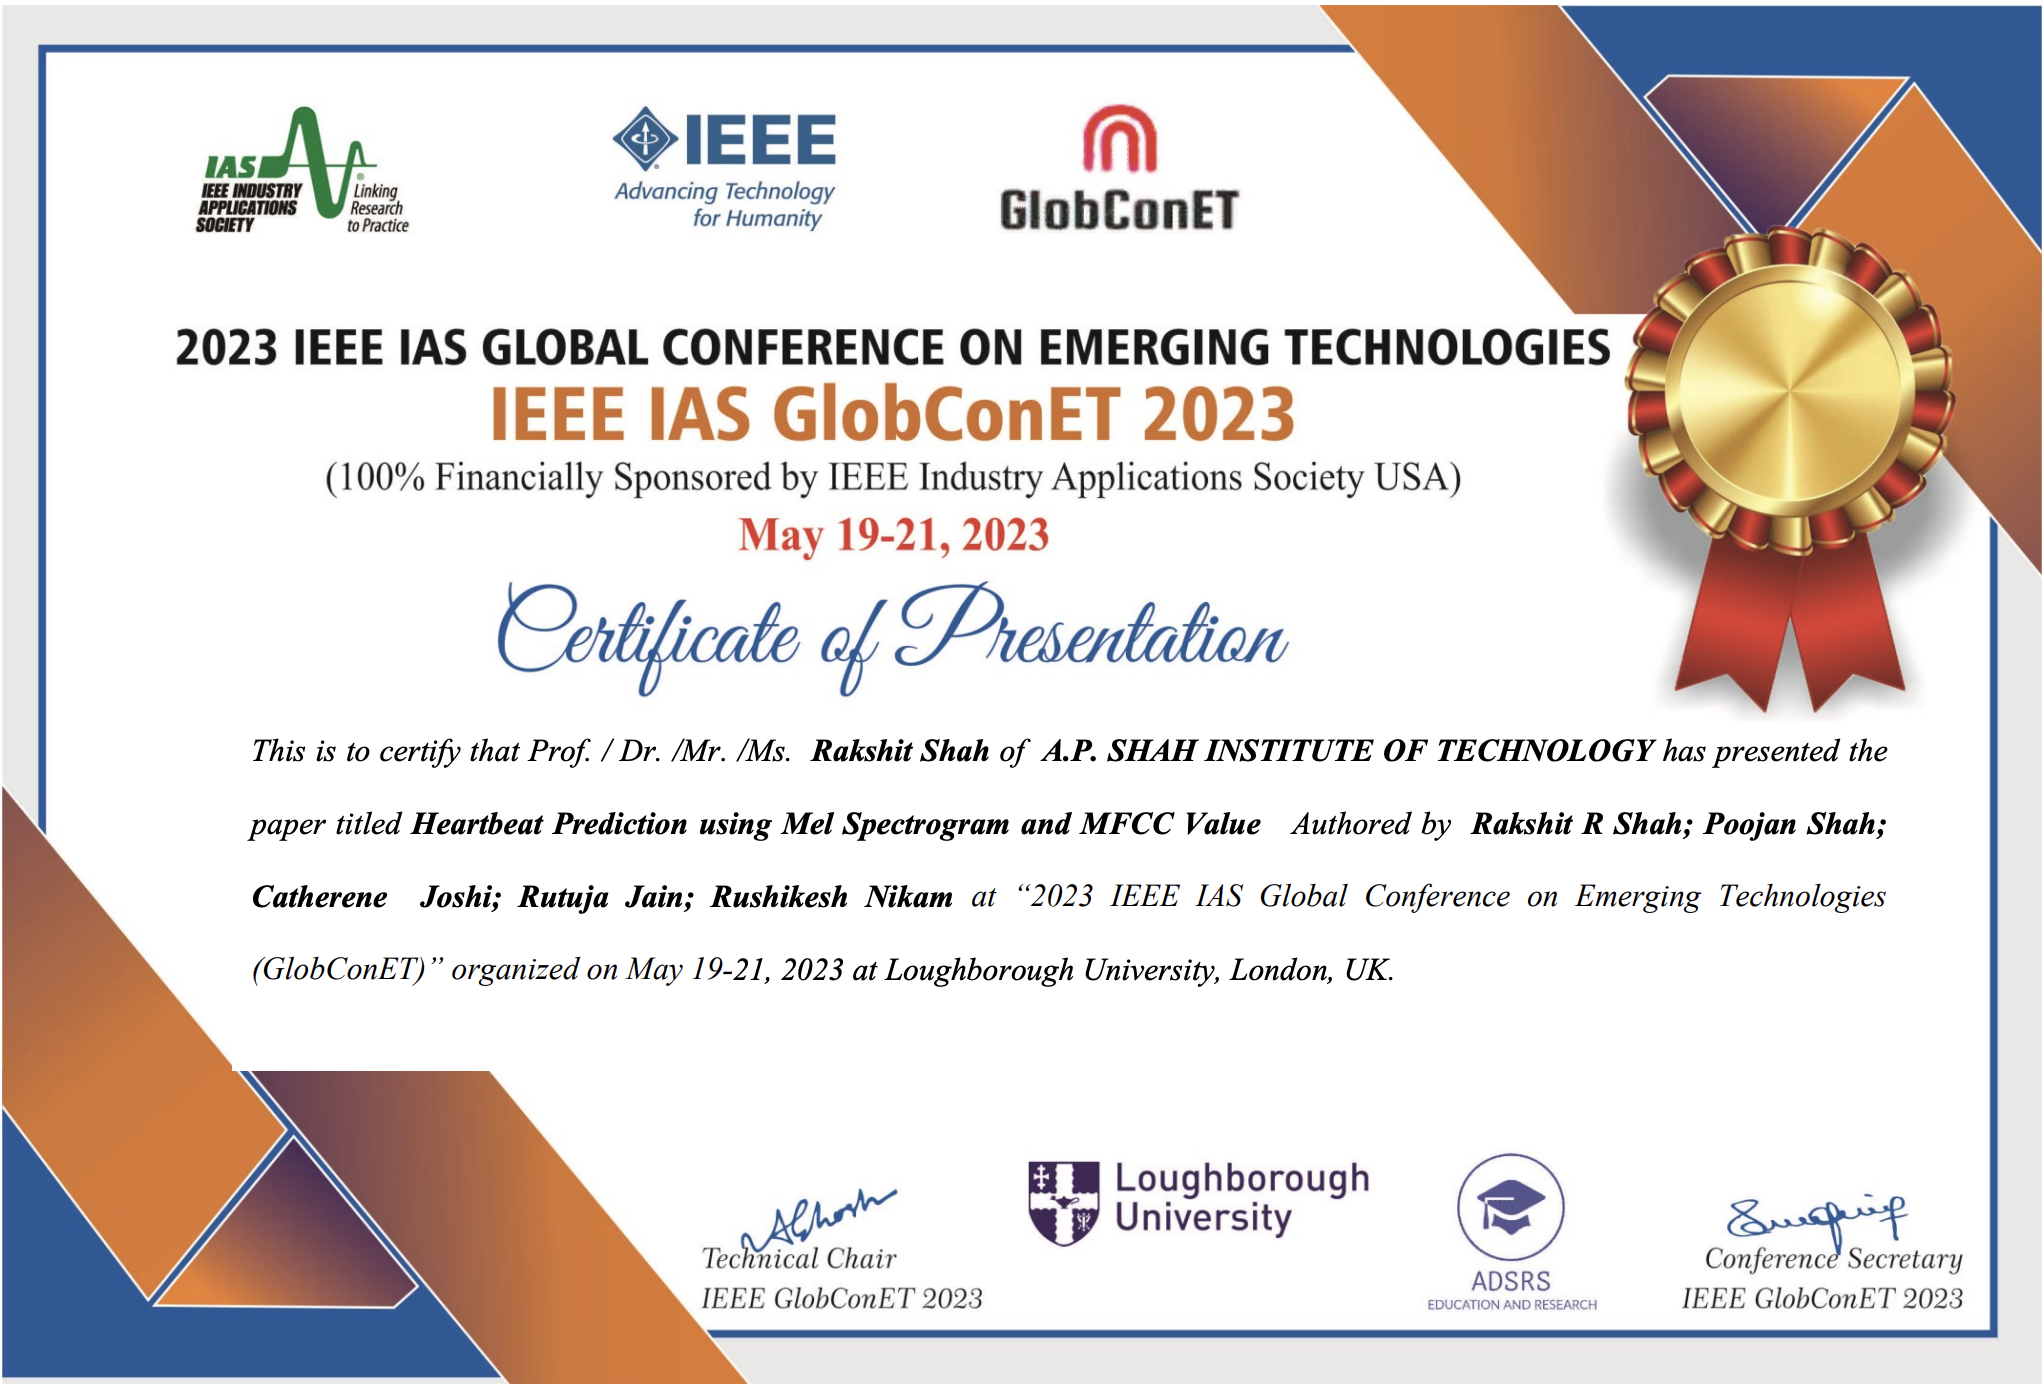 IAS
IEEE INDUSTRY
APPLICATIONS
SOCIETY
®
Linking
Research
to Practice
IEEE
Advancing Technology
for Humanity
GlobConET
2023 IEEE IAS GLOBAL CONFERENCE ON EMERGING TECHNOLOGIES
IEEE IAS GlobConET 2023
(100% Financially Sponsored by IEEE Industry Applications Society USA)
May 19-21, 2023
Certificate of Presentation
This is to certify that Prof. / Dr. /Mr. /Ms. Rakshit Shah of A.P. SHAH INSTITUTE OF TECHNOLOGY has presented the
paper titled Heartbeat Prediction using Mel Spectrogram and MFCC Value Authored by Rakshit R Shah; Poojan Shah;
Catherene Joshi; Rutuja Jain; Rushikesh Nikam at “2023 IEEE IAS Global Conference on Emerging Technologies
(GlobConET)” organized on May 19-21, 2023 at Loughborough University, London, UK.
Technical Chair
IEEE GlobConET 2023
Loughborough
University
ADSRS
EDUCATION AND RESEARCH
Conference Secretary
IEEE GlobConET 2023